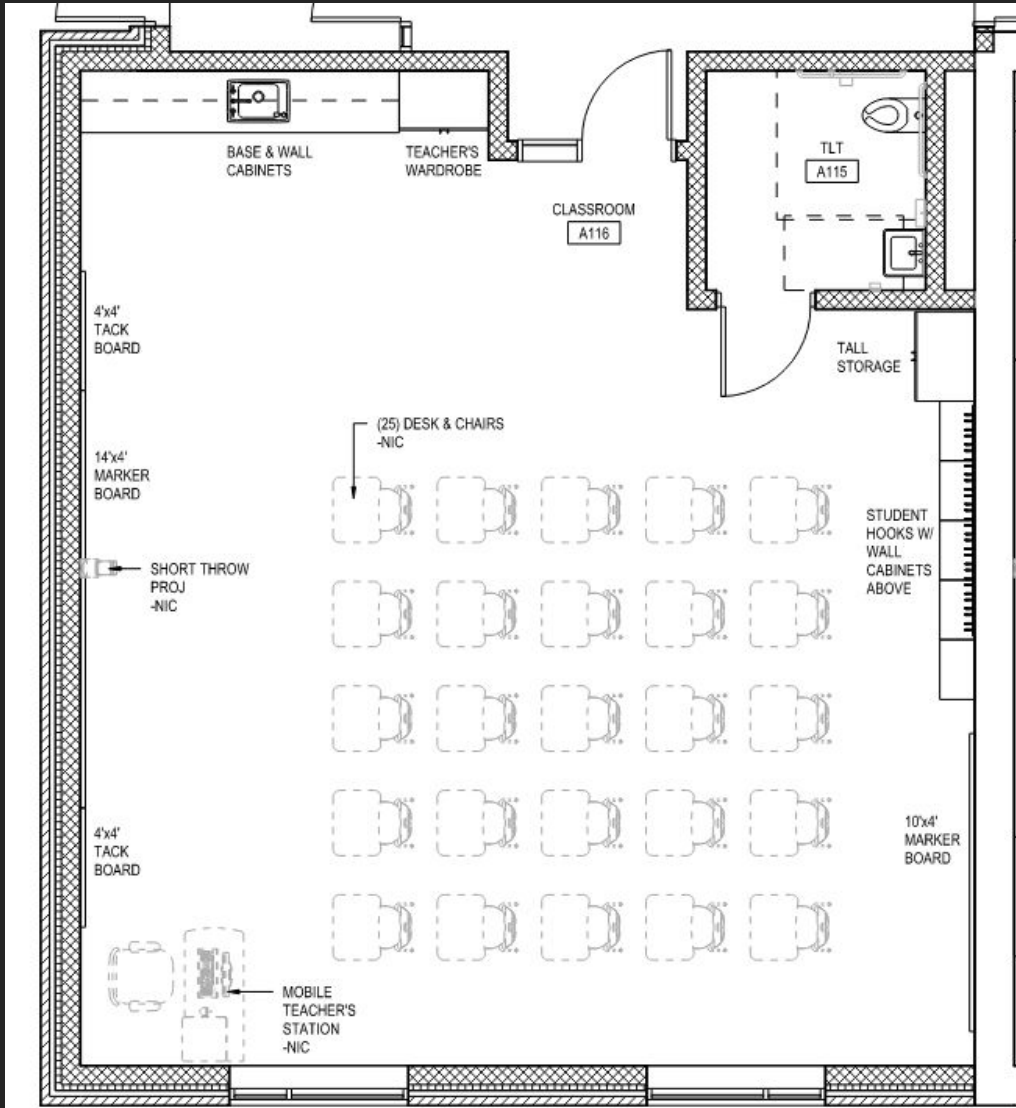 BASE & WALL
CABINETS
TEACHER'S
WARDROBE
TLT
A115
CLASSROOM
A116
4'x4'
TACK
BOARD
TALL
STORAGE
(25) DESK & CHAIRS
-NIC
14'x4'
MARKER
BOARD
STUDENT
HOOKS W/
WALL
CABINETS
ABOVE
SHORT THROW
PROJ
-NIC
4'x4'
TACK
BOARD
10'x4'
MARKER
BOARD
MOBILE
TEACHER'S
STATION
-NIC